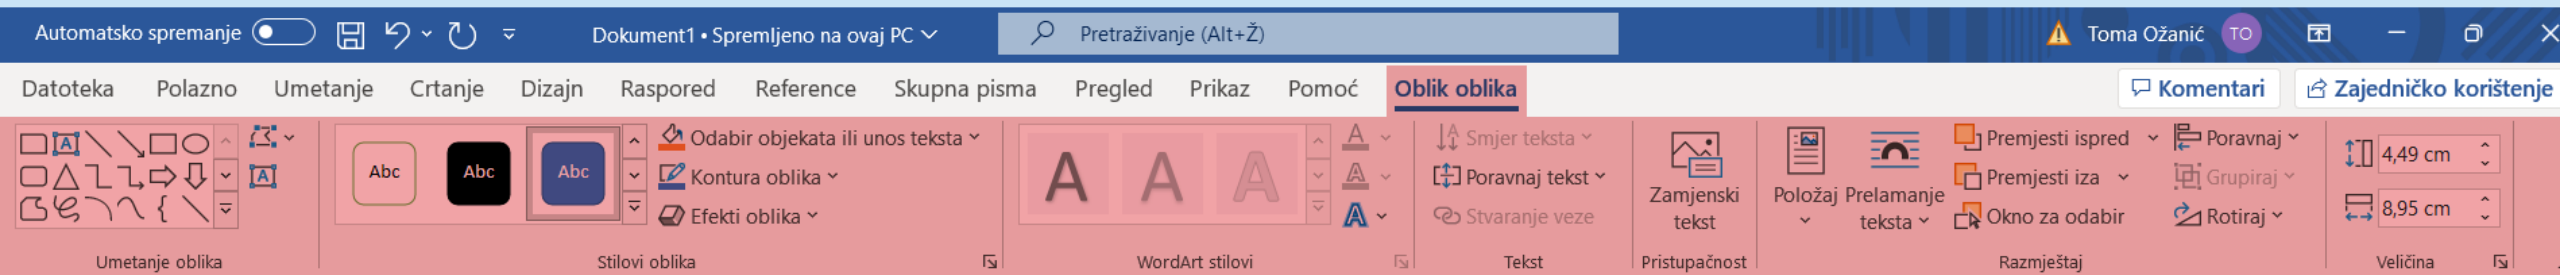 Automatsko spremanje Dokument1 • Spremljeno na ovaj PC Pretraživanje (Alt+Ž) Toma Ožanić TO
Datoteka Polazno Umetanje Crtanje Dizajn Raspored Reference Skupna pisma Pregled Prikaz Pomoć Oblik oblika Komentari Zajedničko korištenje
A
Abc Abc Abc
Odabir objekata ili unos teksta
Kontura oblika
Efekti oblika
A A A
A
A
A
Smjer teksta
Poravnaj tekst
Stvaranje veze
Zamjenski
tekst
Položaj
Prelamanje
teksta
Premjesti ispred
Premjesti iza
Okno za odabir
Poravnaj
Grupiraj
Rotiraj
4,49 cm
8,95 cm
Umetanje oblika Stilovi oblika WordArt stilovi Tekst Pristupačnost Razmještaj Veličina